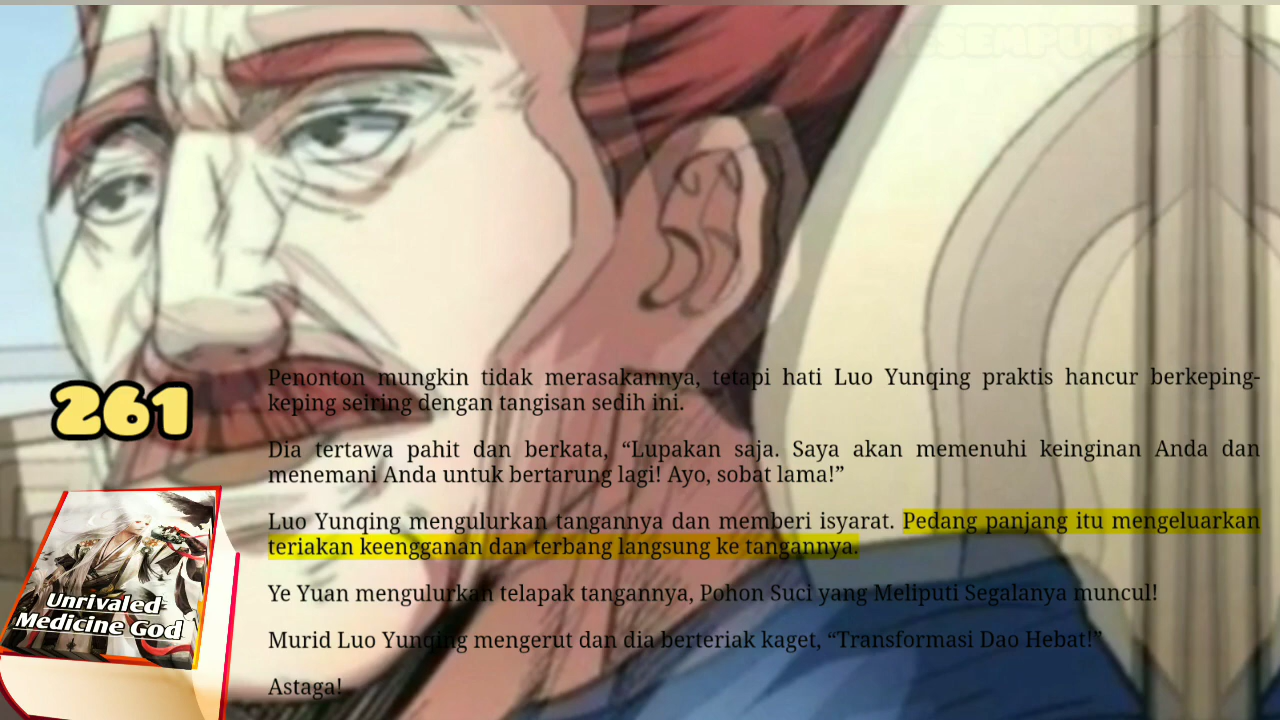 261
Unrivaled
Medicine God
Penonton mungkin tidak merasakannya, tetapi hati Luo Yunqing praktis hancur berkeping-
keping seiring dengan tangisan sedih ini.
Dia tertawa pahit dan berkata, “Lupakan saja. Saya akan memenuhi keinginan Anda dan
menemani Anda untuk bertarung lagi! Ayo, sobat lama!”
Luo Yunqing mengulurkan tangannya dan memberi isyarat. Pedang panjang itu mengeluarkan
teriakan keengganan dan terbang langsung ke tangannya.
Ye Yuan mengulurkan telapak tangannya, Pohon Suci yang Meliputi Segalanya muncul!
Murid Luo Yunqing mengerut dan dia berteriak kaget, “Transformasi Dao Hebat!”
Astaga!